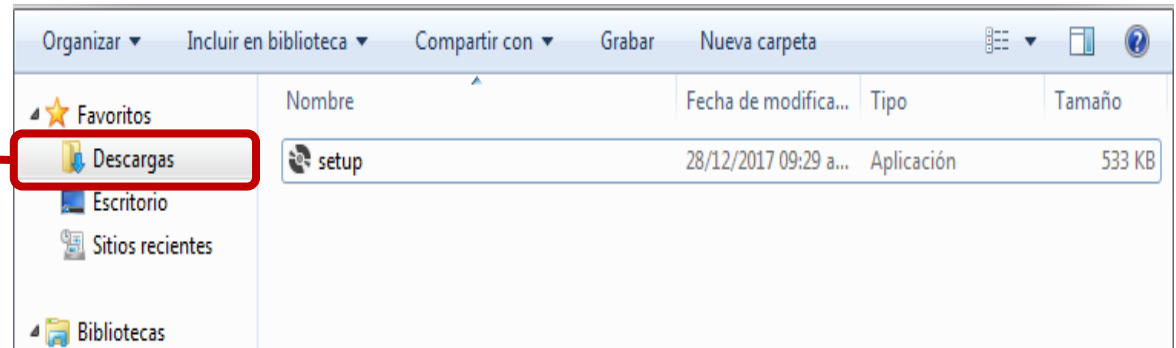 Organizar Incluir en biblioteca Compartir con Grabar Nueva carpeta
Favoritos
Descargas
Escritorio
Sitios recientes
Bibliotecas
Nombre Fecha de modifica... Tipo Tamaño
setup 28/12/2017 09:29 a... Aplicación 533 KB